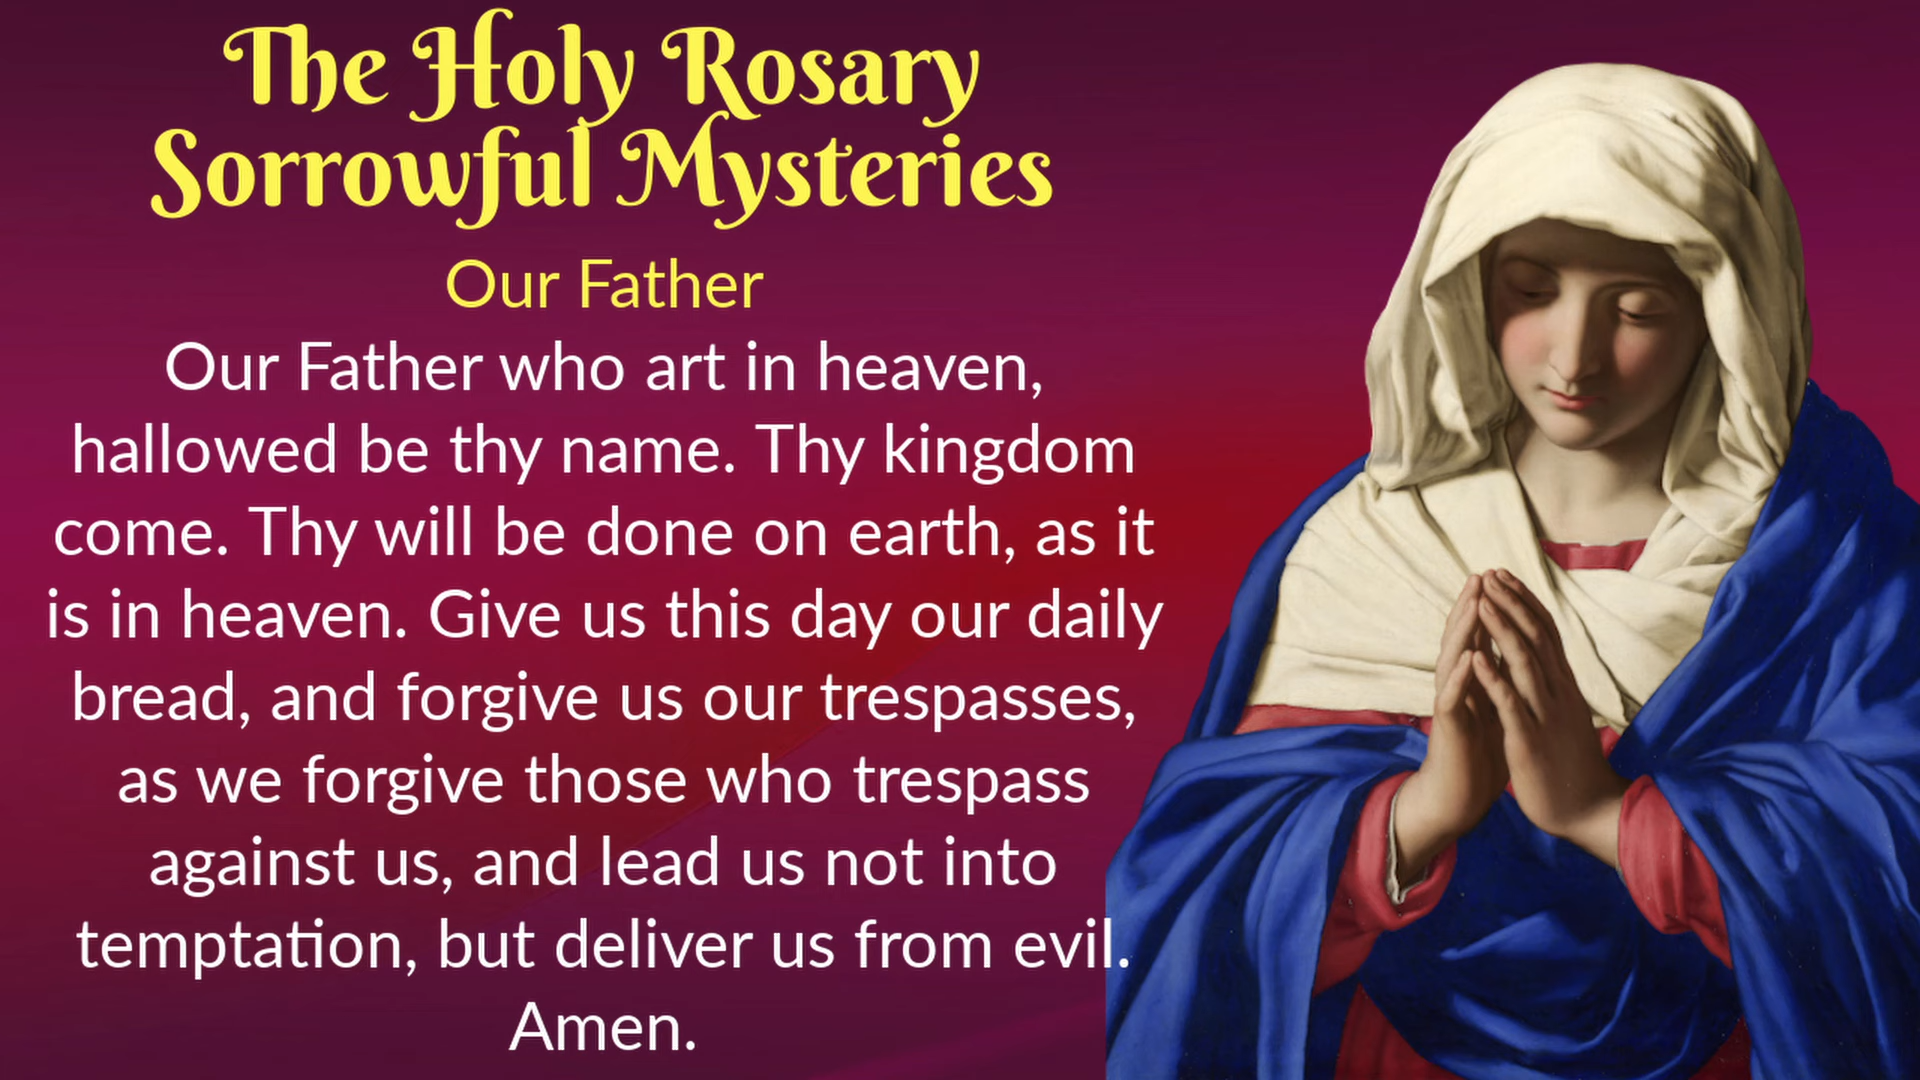 The Holy Rosary
Sorrowful Mysteries
Our Father
Our Father who art in heaven,
hallowed be thy name. Thy kingdom
come. Thy will be done on earth, as it
is in heaven. Give us this day our daily
bread, and forgive us our trespasses,
as we forgive those who trespass
against us, and lead us not into
temptation, but deliver us from evil.
Amen.